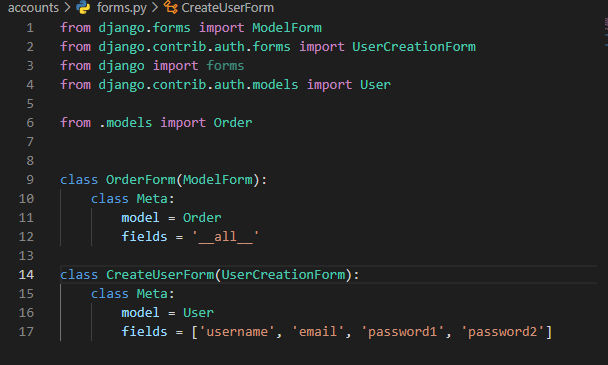 accounts > forms.py > CreateUserForm
1 from django.forms import ModelForm
2 from django.contrib.auth.forms import UserCreationForm
3 from django import forms
4 from django.contrib.auth.models import User
5
6 from .models import Order
7
8
9 class OrderForm(ModelForm):
10     class Meta:
11         model = Order
12         fields = '__all__'
13
14 class CreateUserForm(UserCreationForm):
15     class Meta:
16         model = User
17         fields = ['username', 'email', 'password1', 'password2']